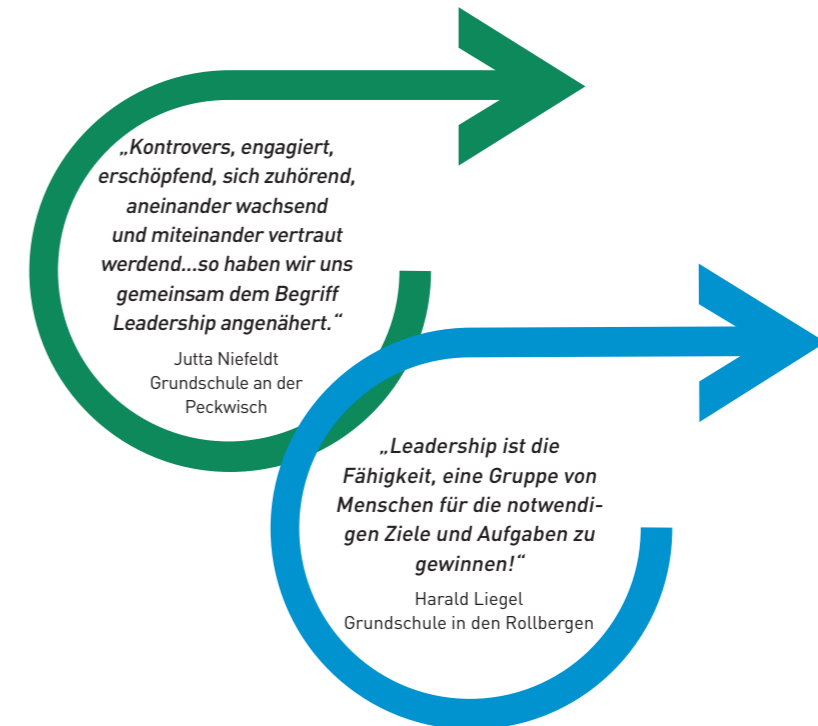 „Kontrovers, engagiert,
erschöpfend, sich zuhörend,
aneinander wachsend
und miteinander vertraut
werdend...so haben wir uns
gemeinsam dem Begriff
Leadership angenähert.“
Jutta Niefeldt
Grundschule an der
Peckwisch
„Leadership ist die
Fähigkeit, eine Gruppe von
Menschen für die notwendi-
gen Ziele und Aufgaben zu
gewinnen!“
Harald Liegel
Grundschule in den Rollbergen